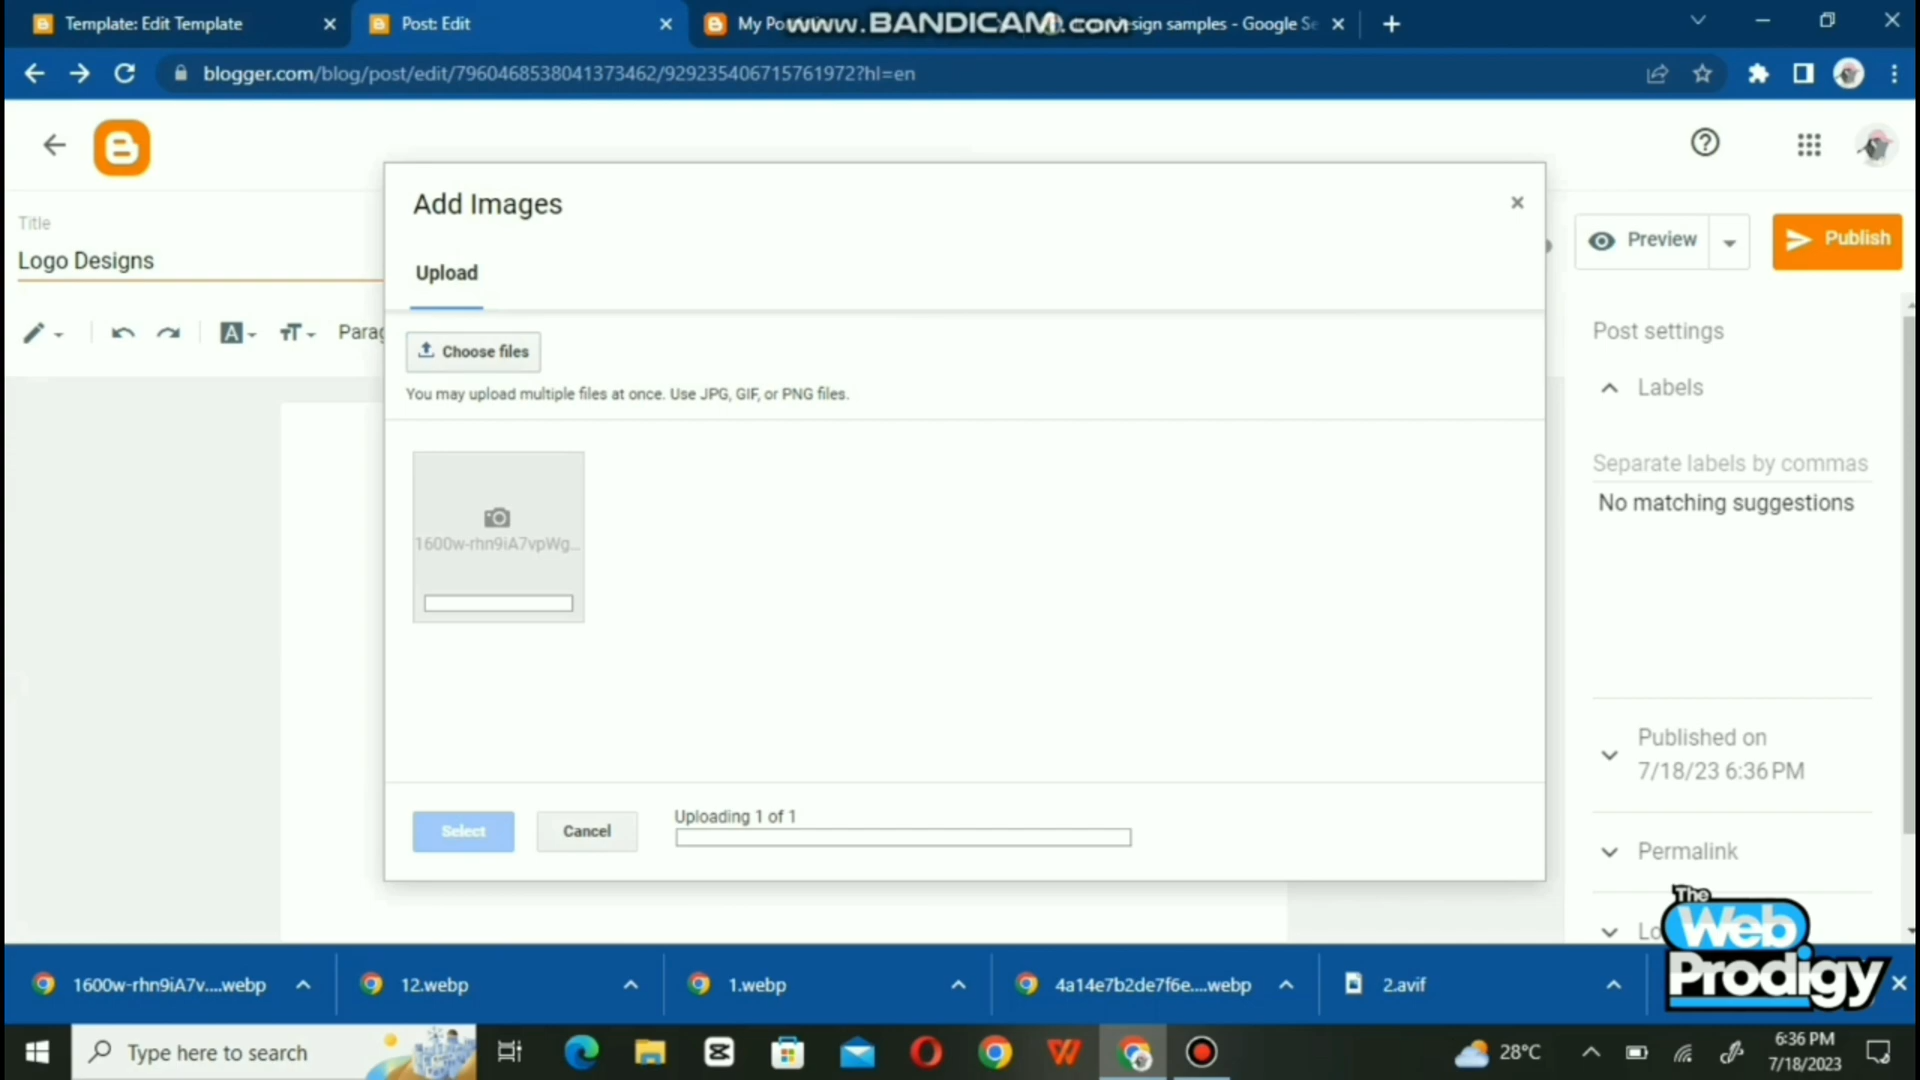 Template: Edit Template
Post: Edit
My Po
www.BANDICAM.com
esign samples - Google Se
blogger.com/blog/post/edit/7960468538041373462/929235406715761972?hl=en
Add Images
Title
Logo Designs
Upload
Preview
Publish
Parag
Choose files
You may upload multiple files at once. Use JPG, GIF, or PNG files.
Post settings
Labels
Separate labels by commas
No matching suggestions
1600w-rhn9iA7vpWg...
Published on
7/18/23 6:36 PM
Select
Cancel
Uploading 1 of 1
Permalink
Lo
The
Web
Prodigy
1600w-rhn9iA7v....webp
12.webp
1.webp
4a14e7b2de7f6e....webp
2.avif
Type here to search
28°C
6:36 PM
7/18/2023